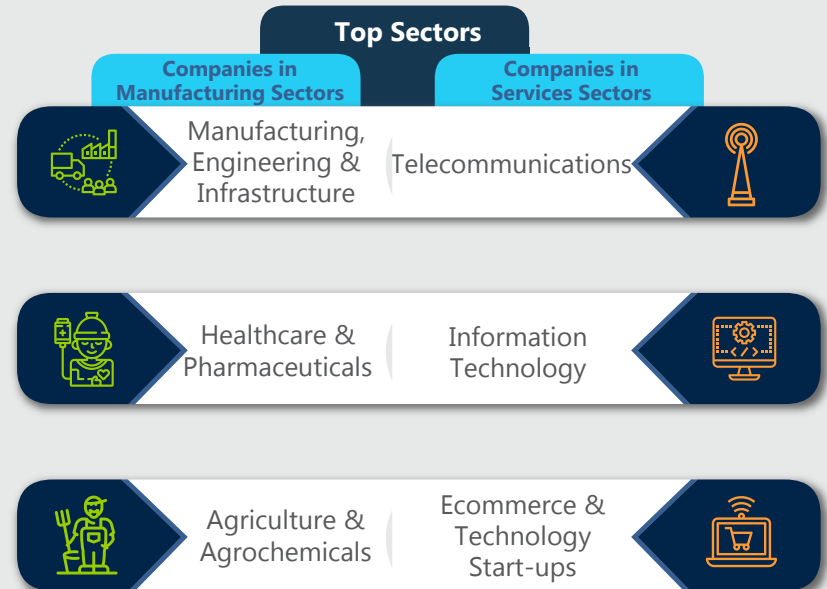 Top Sectors
Companies in
Manufacturing Sectors
Companies in
Services Sectors
Manufacturing,
Engineering &
Infrastructure
Telecommunications
Healthcare &
Pharmaceuticals
Information
Technology
Agriculture &
Agrochemicals
Ecommerce &
Technology
Start-ups